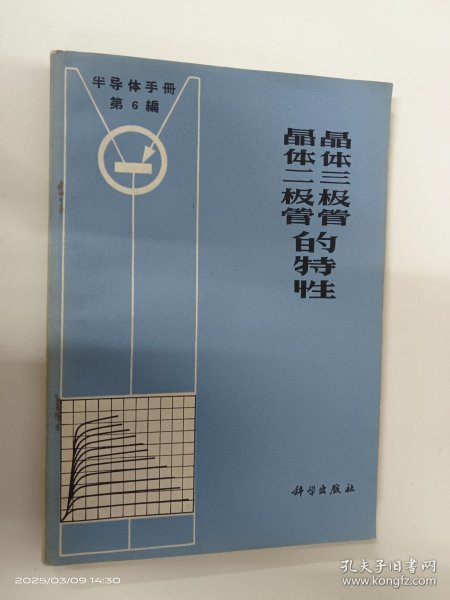 半导体手冊
第6編
晶体三极管
晶体二极管
的特性
科学出版社
2025/03/09 14:30
孔夫子旧书网
www.kongfz.com